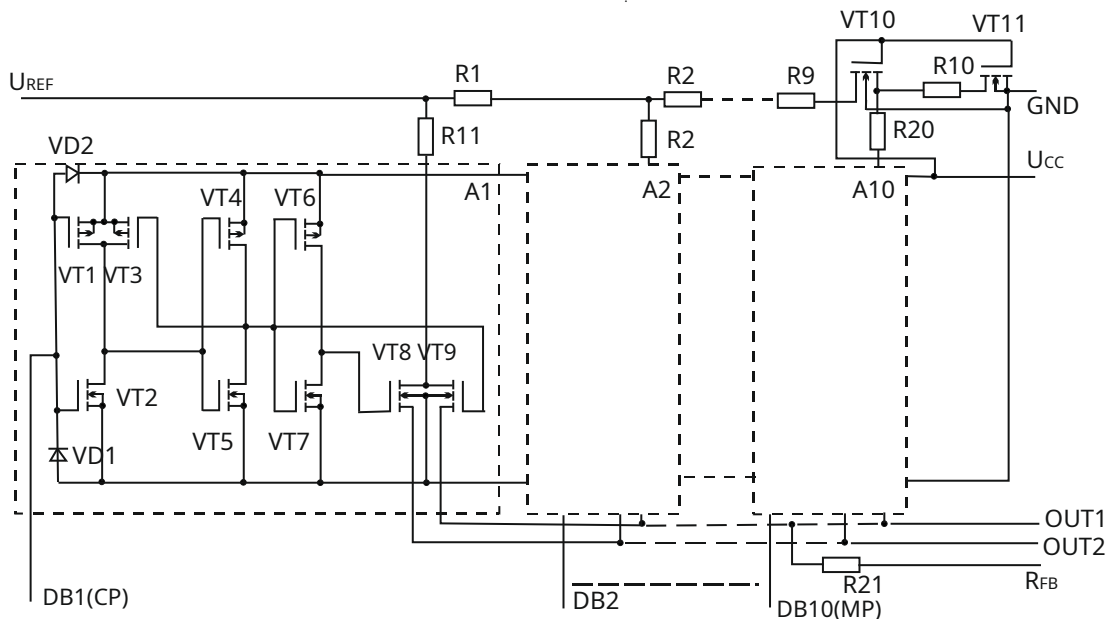 VT10
VT11
UREF
R1
R2
R9
R10
GND
R11
R2
R20
UCC
VD2
A1
A2
A10
VT4
VT6
VT1
VT3
VT8
VT9
VT2
VT5
VT7
VD1
OUT1
OUT2
R21
RFB
DB1(CP)
DB2
DB10(MP)